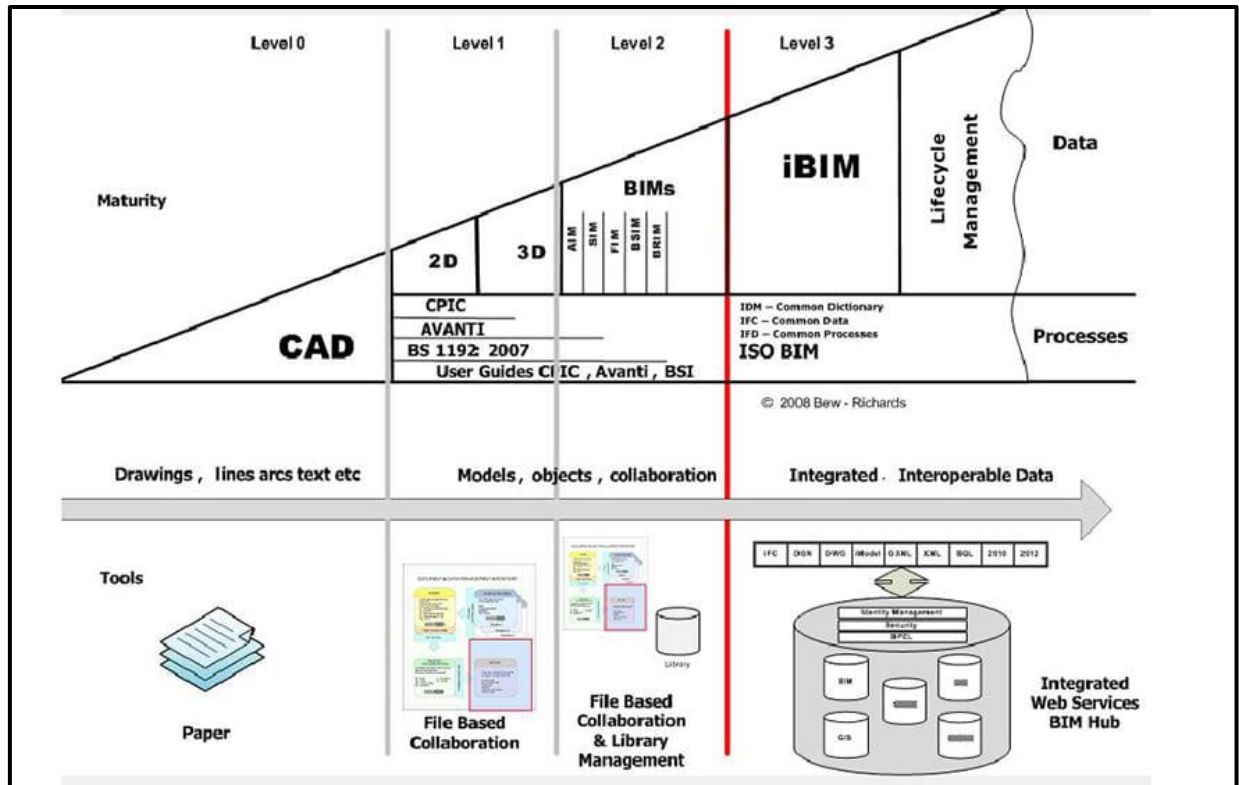 Level 0
Level 1
Level 2
Level 3
Maturity
Data
iBIM
Lifecycle
Management
BIMs
AIM
SIM
FIM
BSIM
BRIM
2D
3D
CAD
CPIC
AVANTI
BS 1192: 2007
User Guides CPIC , Avanti , BSI
IDM – Common Dictionary
IFC – Common Data
IFD – Common Processes
ISO BIM
Processes
© 2008 Bew - Richards
Drawings , lines arcs text etc
Models , objects , collaboration
Integrated , Interoperable Data
Tools
IFC DGN DWG iModel GXML XML SQL 2010 2012
Identity Management
Security
BPEL
BIM
GIS
Library
Paper
File Based
Collaboration
File Based
Collaboration
& Library
Management
Integrated
Web Services
BIM Hub